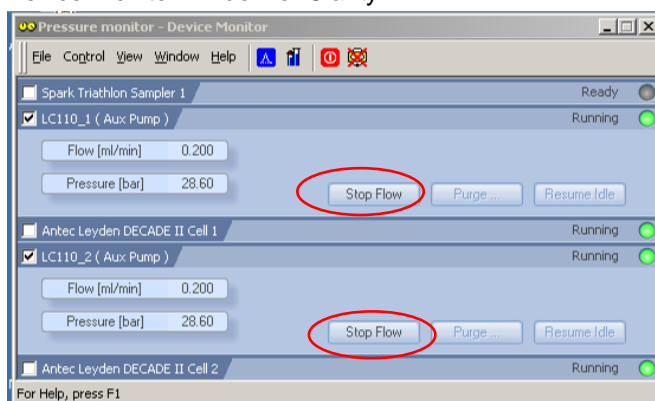 Pressure monitor - Device Monitor
File Control View Window Help
Spark Triathlon Sampler 1 Ready
LC110_1 ( Aux Pump ) Running
Flow [ml/min] 0.200
Pressure [bar] 28.60
Stop Flow Purge ... Resume Idle
Antec Leyden DECADE II Cell 1 Running
LC110_2 ( Aux Pump ) Running
Flow [ml/min] 0.200
Pressure [bar] 28.60
Stop Flow Purge ... Resume Idle
Antec Leyden DECADE II Cell 2 Running
For Help, press F1